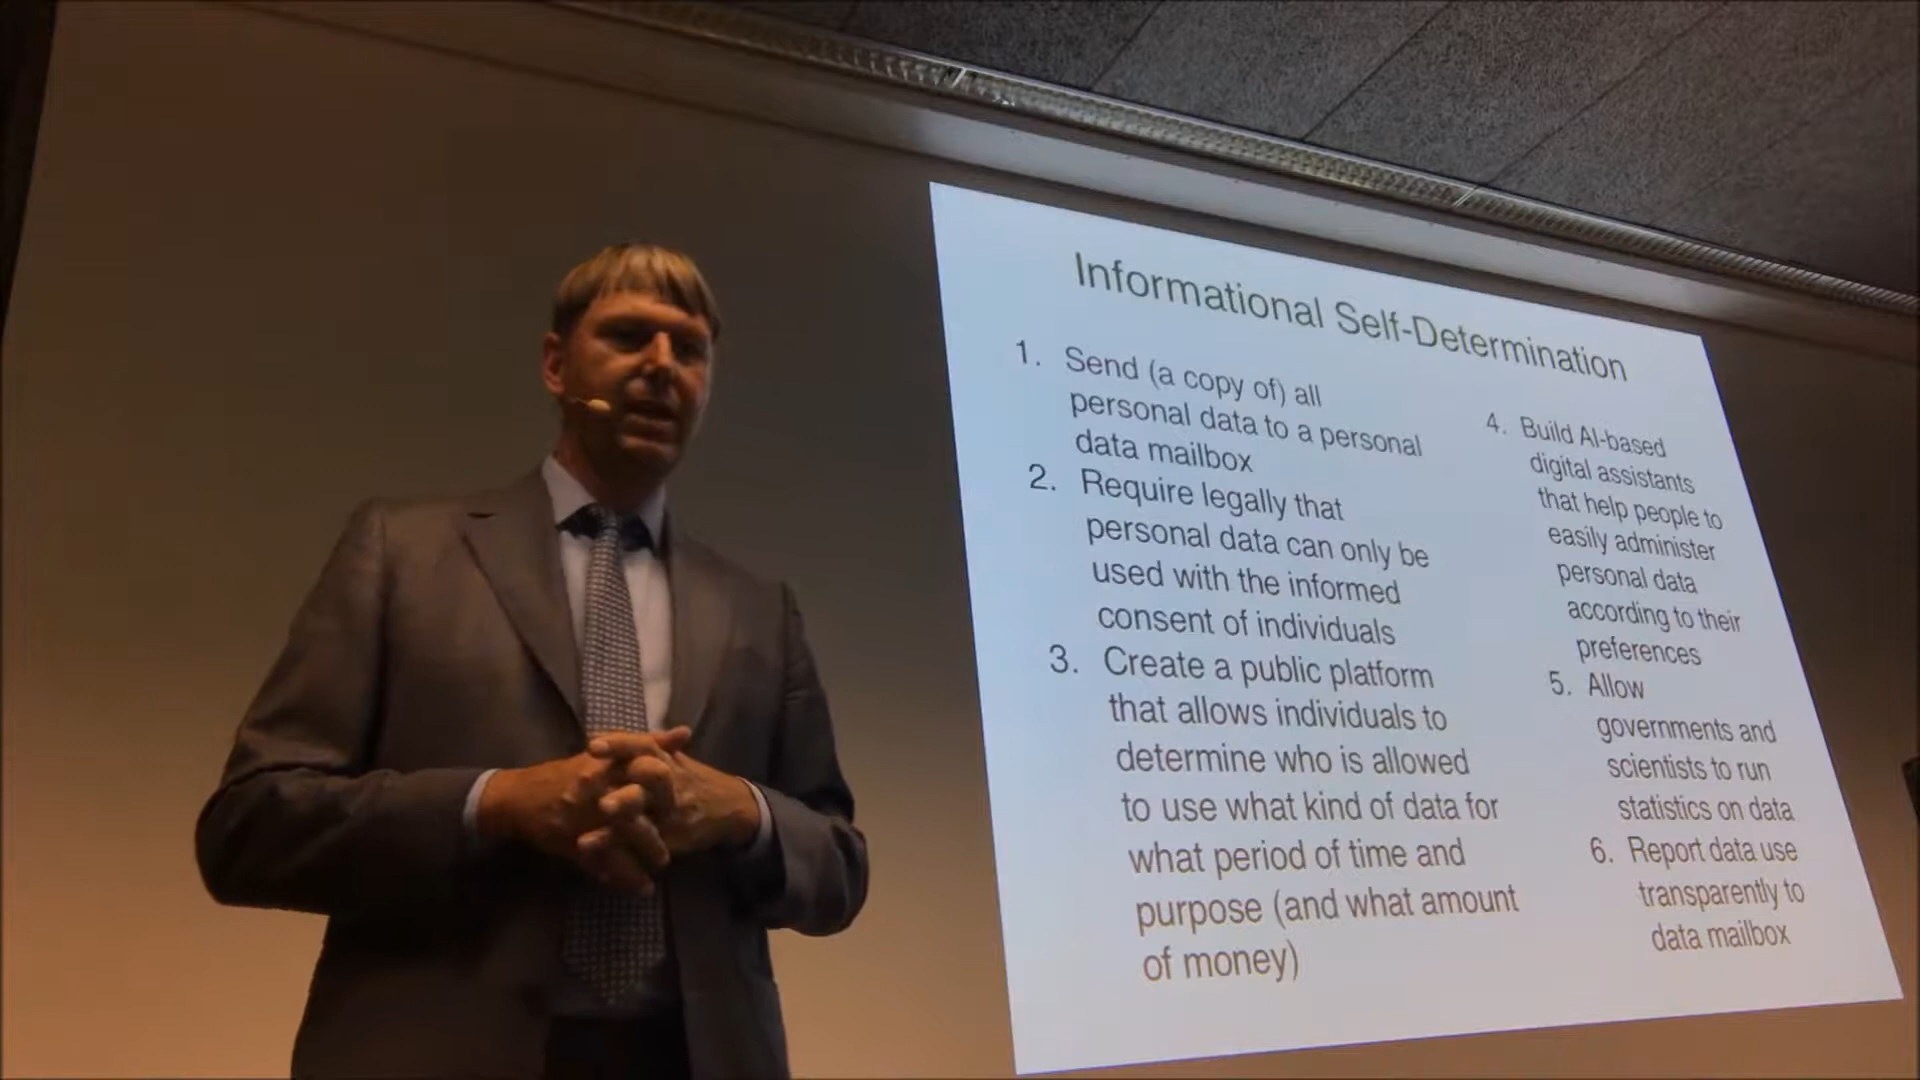 Informational Self-Determination
1. Send (a copy of) all
personal data to a personal
data mailbox
2. Require legally that
personal data can only be
used with the informed
consent of individuals
3. Create a public platform
that allows individuals to
determine who is allowed
to use what kind of data for
what period of time and
purpose (and what amount
of money)
4. Build AI-based
digital assistants
that help people to
easily administer
personal data
according to their
preferences
5. Allow
governments and
scientists to run
statistics on data
6. Report data use
transparently to
data mailbox